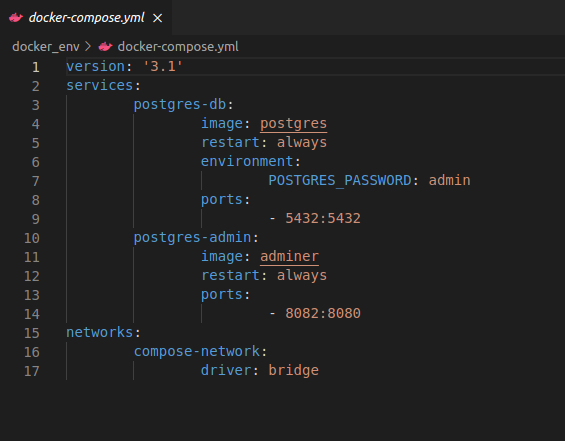 docker-compose.yml ×
docker_env > docker-compose.yml
1 version: '3.1'
2 services:
3 postgres-db:
4 image: postgres
5 restart: always
6 environment:
7 POSTGRES_PASSWORD: admin
8 ports:
9 - 5432:5432
10 postgres-admin:
11 image: adminer
12 restart: always
13 ports:
14 - 8082:8080
15 networks:
16 compose-network:
17 driver: bridge